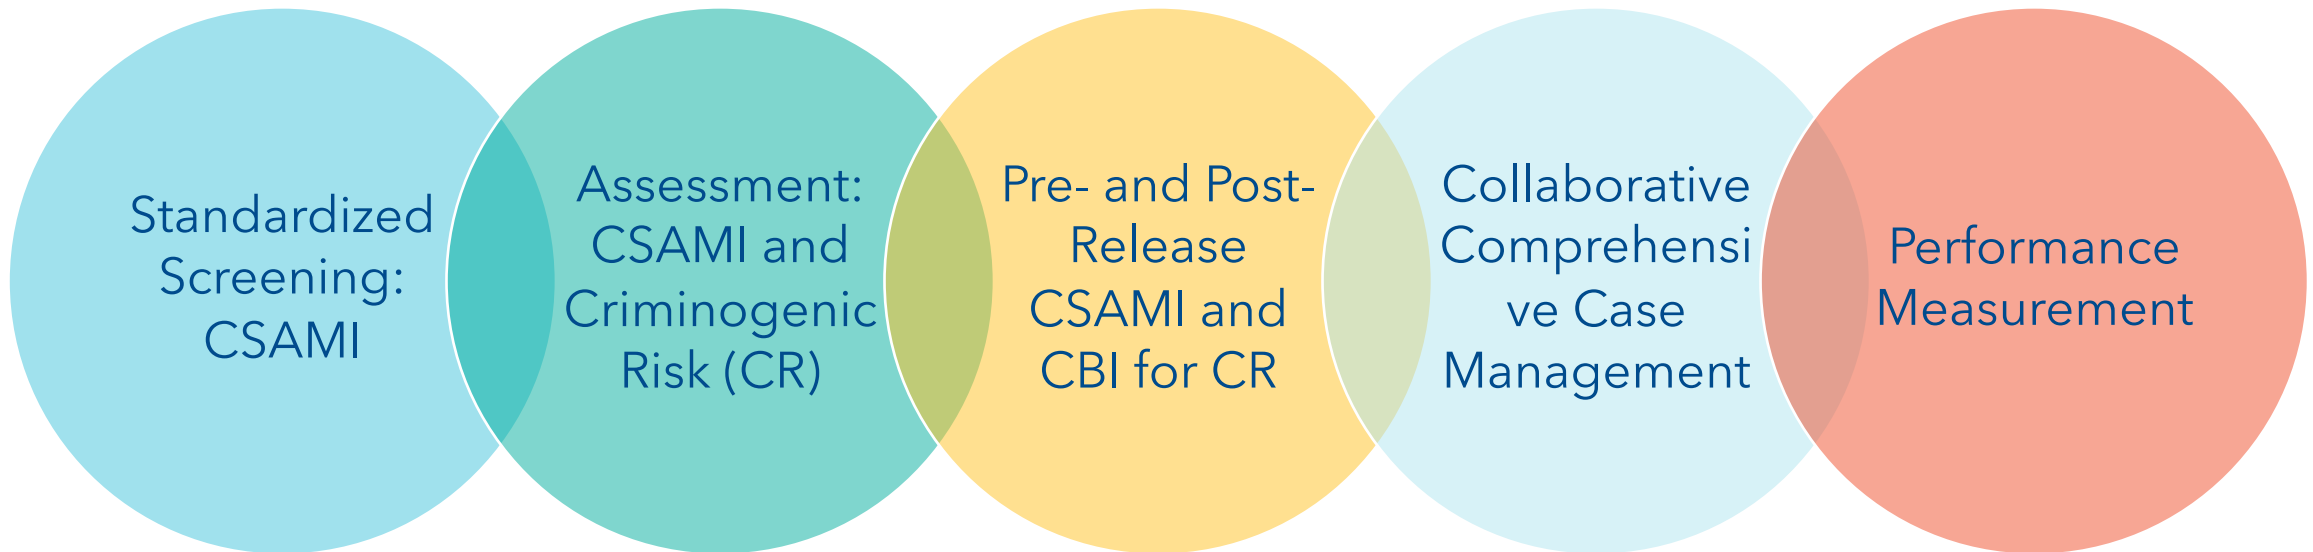 Standardized
Screening:
CSAMI
Assessment:
CSAMI and
Criminogenic
Risk (CR)
Pre- and Post-
Release
CSAMI and
CBI for CR
Collaborative
Comprehensi
ve Case
Management
Performance
Measurement